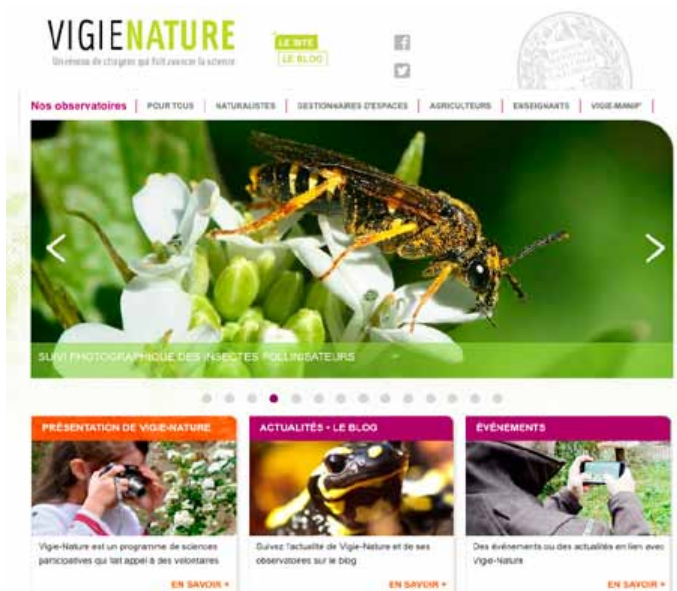 VIGIENATURE
Un réseau de citoyens qui fait avancer la science
LE SITE
LE BLOG
Nos observatoires | POUR TOUS | NATURALISTES | GESTIONNAIRES D'ESPACES | AGRICULTEURS | ENSEIGNANTS | VIGIE-MANIP'
SUIVI PHOTOGRAPHIQUE DES INSECTES POLLINISATEURS
PRÉSENTATION DE VIGIE-NATURE
Vigie-Nature est un programme de sciences
participatives qui fait appel à des volontaires
EN SAVOIR +
ACTUALITÉS - LE BLOG
Suivez l'actualité de Vigie-Nature et de ses
observatoires sur le blog
EN SAVOIR +
ÉVÉNEMENTS
Des événements ou des actualités en lien avec
Vigie-Nature
EN SAVOIR +